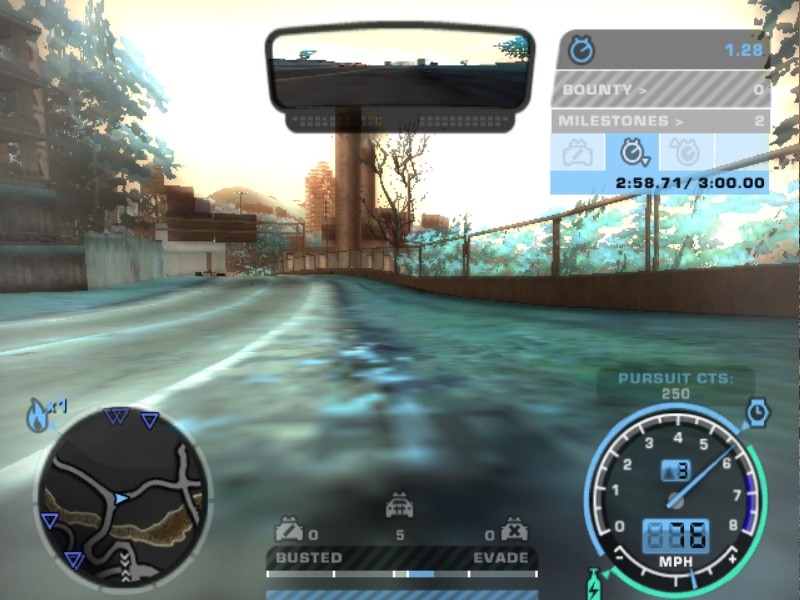 1.28
BOUNTY > 0
MILESTONES > 2
2:58.71/ 3:00.00
PURSUIT CTS:
250
x1
0 1 2 3 4 5 6 7 8
3
76
MPH
- +
0 5 0
BUSTED EVADE